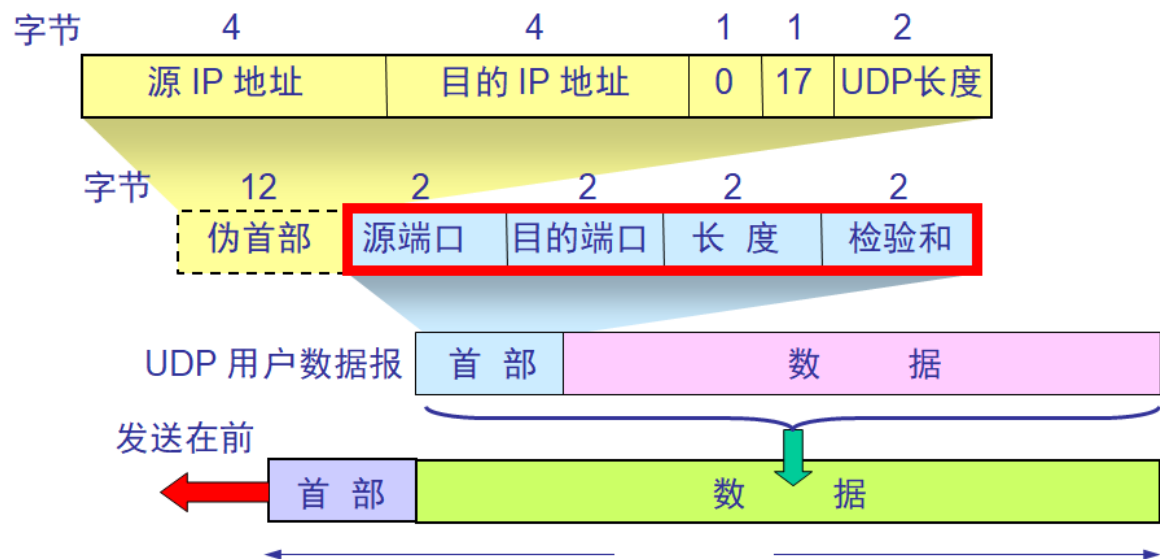 字节 4 4 1 1 2
源 IP 地址 目的 IP 地址 0 17 UDP长度
字节 12 2 2 2 2
伪首部 源端口 目的端口 长 度 检验和
UDP 用户数据报 首 部 数 据
发送在前
首 部 数 据